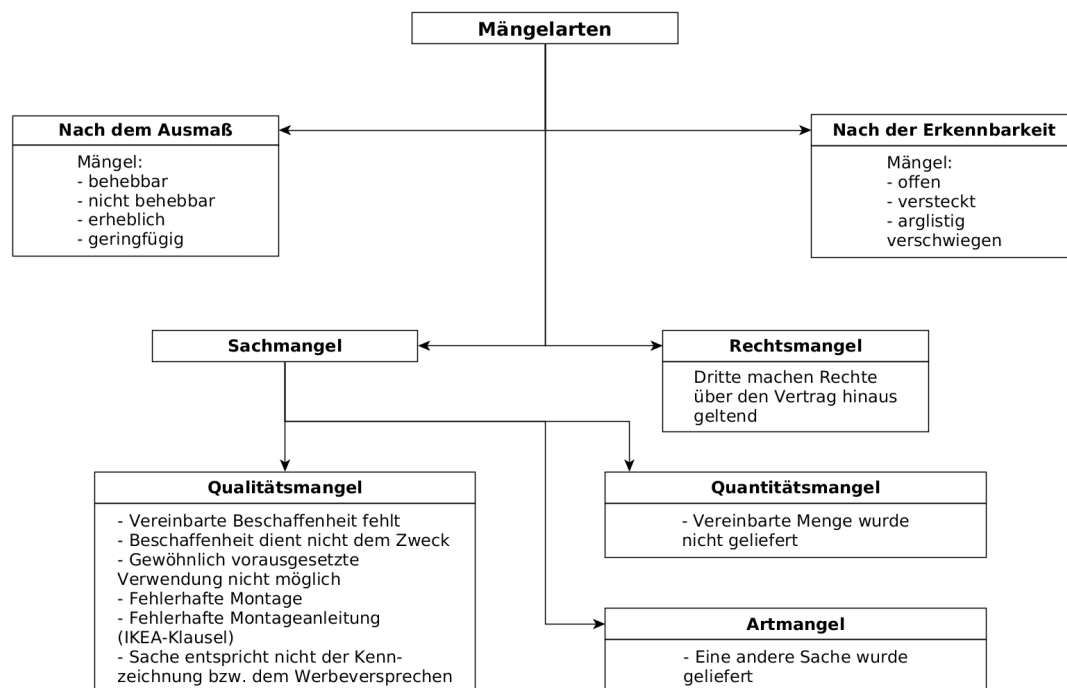 Mängelarten
Nach dem Ausmaß
Mängel:
- behebbar
- nicht behebbar
- erheblich
- geringfügig
Nach der Erkennbarkeit
Mängel:
- offen
- versteckt
- arglistig
verschwiegen
Sachmangel
Rechtsmangel
Dritte machen Rechte
über den Vertrag hinaus
geltend
Qualitätsmangel
- Vereinbarte Beschaffenheit fehlt
- Beschaffenheit dient nicht dem Zweck
- Gewöhnlich vorausgesetzte
Verwendung nicht möglich
- Fehlerhafte Montage
- Fehlerhafte Montageanleitung
(IKEA-Klausel)
- Sache entspricht nicht der Kenn-
zeichnung bzw. dem Werbeversprechen
Quantitätsmangel
- Vereinbarte Menge wurde
nicht geliefert
Artmangel
- Eine andere Sache wurde
geliefert